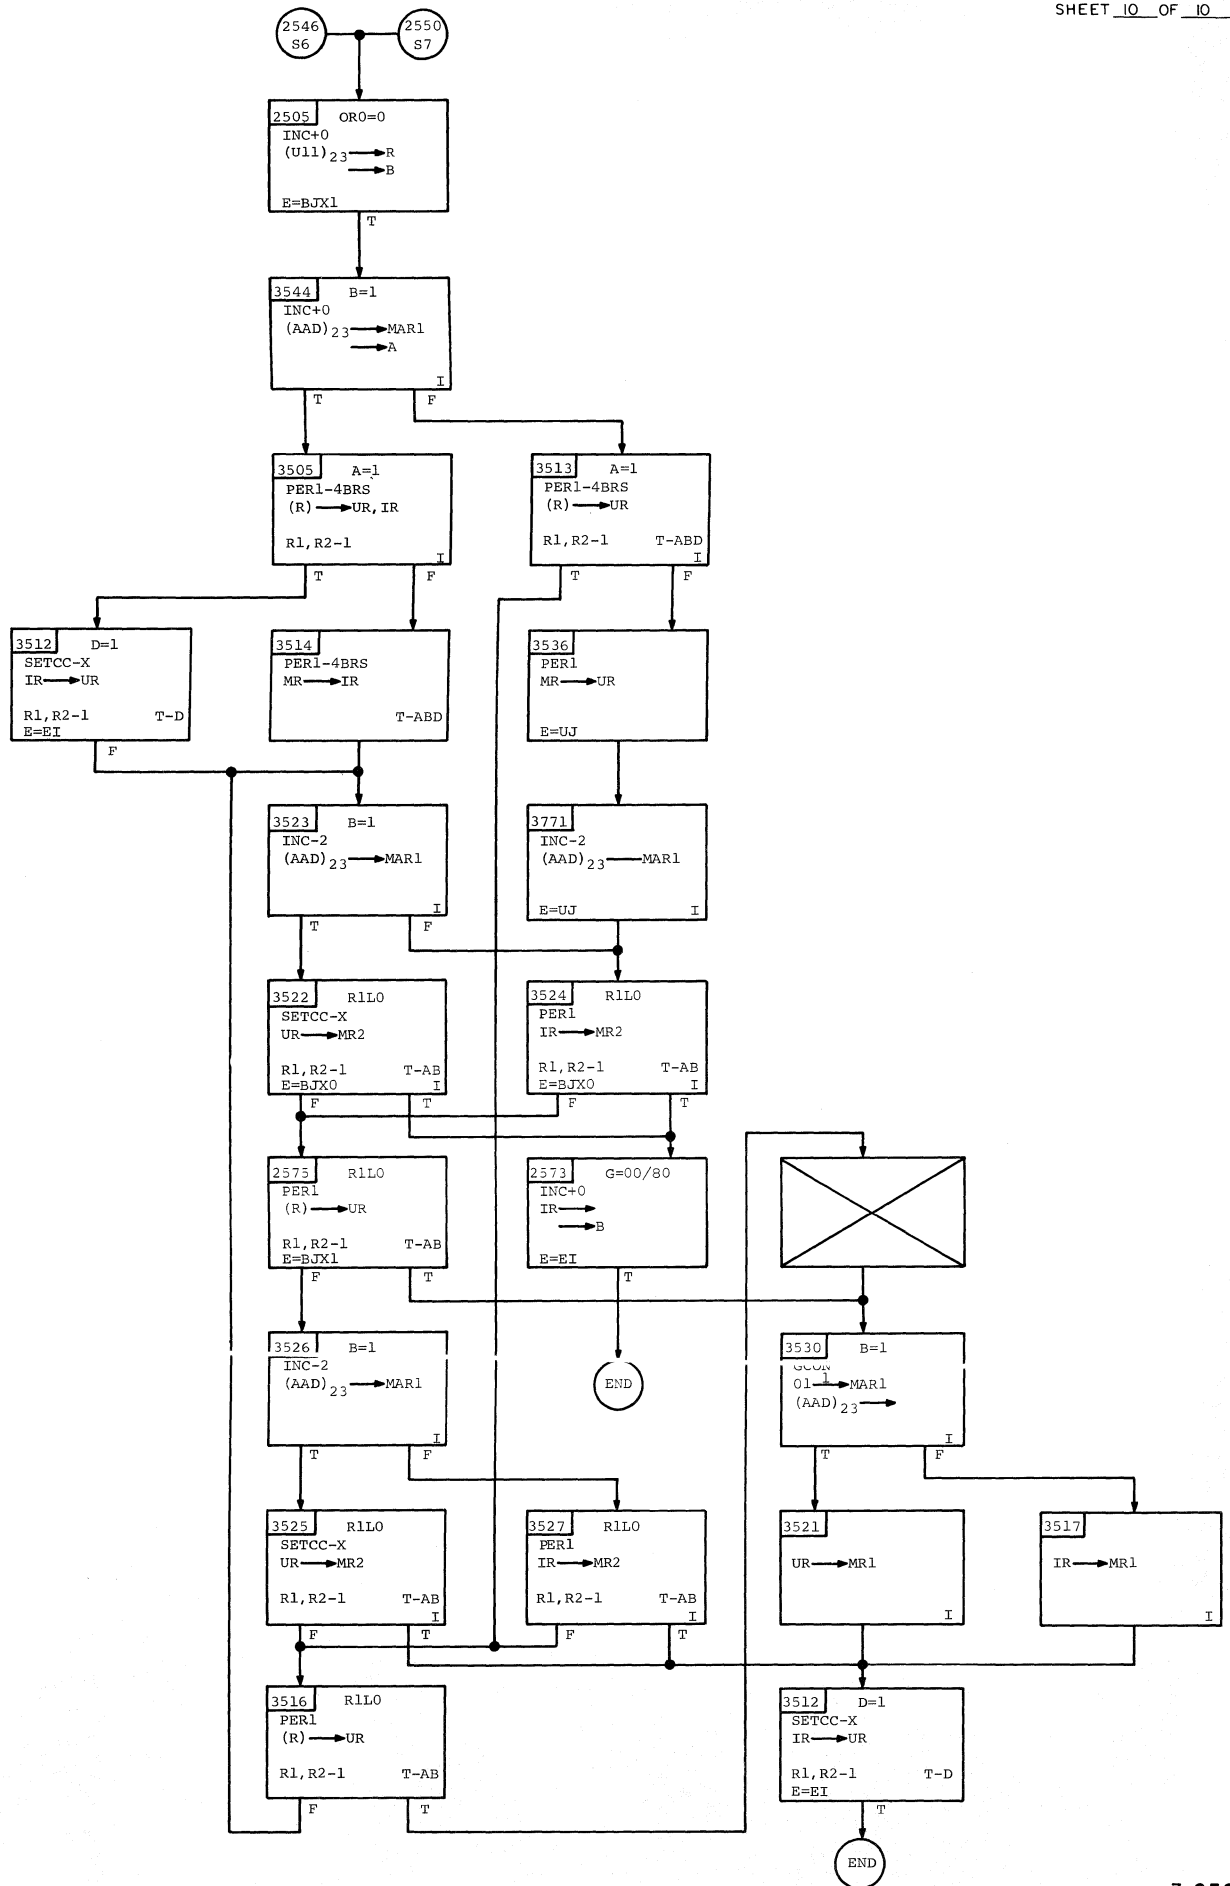 SHEET 10 OF 10
2546
S6
2550
S7
2505 OR0=0
INC+0
(U11)23 → R
→ B
E=BJX1
T
3544 B=1
INC+0
(AAD)23 → MAR1
→ A
I
T F
3505 A=1
PER1-4BRS
(R) → UR,IR
R1,R2-1
I
T F
3513 A=1
PER1-4BRS
(R) → UR
R1,R2-1 T-ABD
I
T F
3512 D=1
SETCC-X
IR → UR
R1,R2-1 T-D
E=EI
F
3514
PER1-4BRS
MR → IR
T-ABD
3536
PER1
MR → UR
E=UJ
3523 B=1
INC-2
(AAD)23 → MAR1
I
T F
3771
INC-2
(AAD)23 — MAR1
E=UJ I
3522 R1L0
SETCC-X
UR → MR2
R1,R2-1 T-AB
E=BJX0 I
F T
3524 R1L0
PER1
IR → MR2
R1,R2-1 T-AB
E=BJX0 I
F T
2575 R1L0
PER1
(R) → UR
R1,R2-1 T-AB
E=BJX1
F T
2573 G=00/80
INC+0
IR →
→ B
E=EI
T
END
3526 B=1
INC-2
(AAD)23 → MAR1
I
T F
3530 B=1
GCON
01 1 → MAR1
(AAD)23 →
I
T F
3525 R1L0
SETCC-X
UR → MR2
R1,R2-1 T-AB
I
F T
3527 R1L0
PER1
IR → MR2
R1,R2-1 T-AB
I
F T
3521
UR → MR1
I
3517
IR → MR1
I
3516 R1L0
PER1
(R) → UR
R1,R2-1 T-AB
F T
3512 D=1
SETCC-X
IR → UR
R1,R2-1 T-D
E=EI
T
END